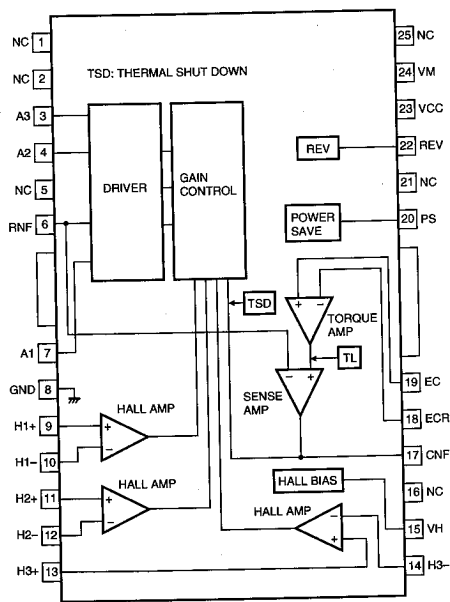 NC 1
25 NC
NC 2
TSD: THERMAL SHUT DOWN
24 VM
23 VCC
A3 3
22 REV
REV
A2 4
DRIVER
GAIN
CONTROL
21 NC
NC 5
POWER
SAVE
20 PS
RNF 6
TSD
+ −
TORQUE
AMP
A1 7
TL
− +
19 EC
GND 8
SENSE
AMP
18 ECR
HALL AMP
H1+ 9
+
−
17 CNF
H1- 10
HALL AMP
HALL BIAS
16 NC
H2+ 11
+
−
HALL AMP
15 VH
H2- 12
−
+
H3+ 13
14 H3-